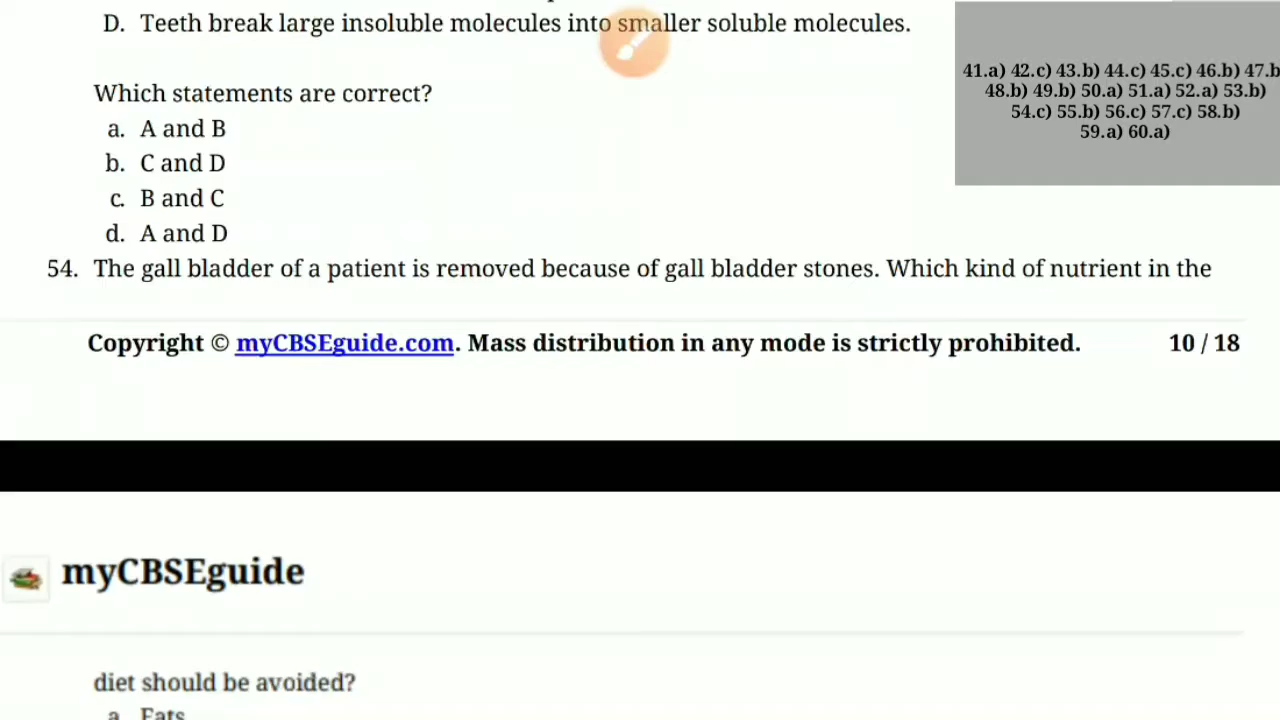 D. Teeth break large insoluble molecules into smaller soluble molecules.
41.a) 42.c) 43.b) 44.c) 45.c) 46.b) 47.b
48.b) 49.b) 50.a) 51.a) 52.a) 53.b)
54.c) 55.b) 56.c) 57.c) 58.b)
59.a) 60.a)
Which statements are correct?
a. A and B
b. C and D
c. B and C
d. A and D
54. The gall bladder of a patient is removed because of gall bladder stones. Which kind of nutrient in the
Copyright © myCBSEguide.com. Mass distribution in any mode is strictly prohibited. 10 / 18
myCBSEguide
diet should be avoided?
a. Fats